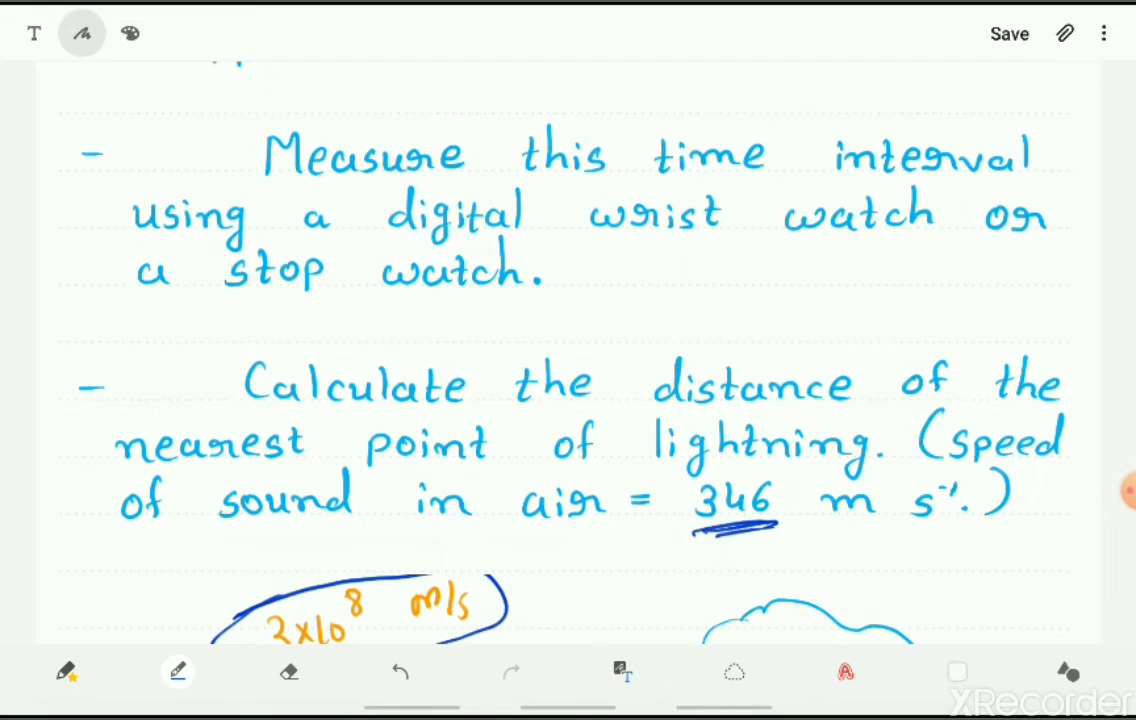 T
Save
- Measure this time interval
using a digital wrist watch or
a stop watch.
- Calculate the distance of the
nearest point of lightning. (speed
of sound in air = 346 m s⁻¹.)
2x10⁸ m/s
T
A
XRecorder